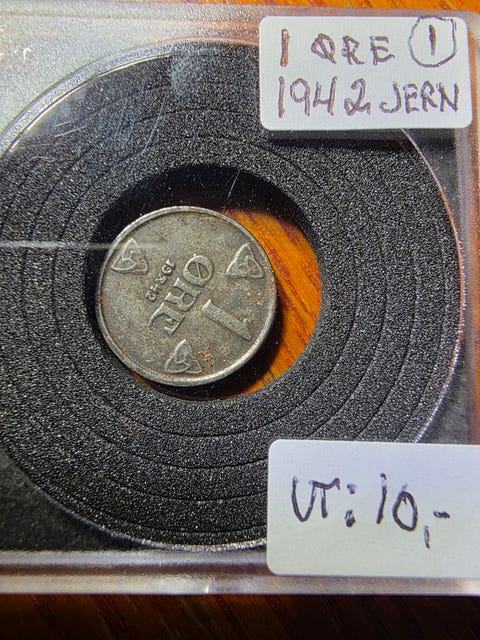 1 ØRE 1
1942 JERN
1
ØRE
1942
VT: 10,-